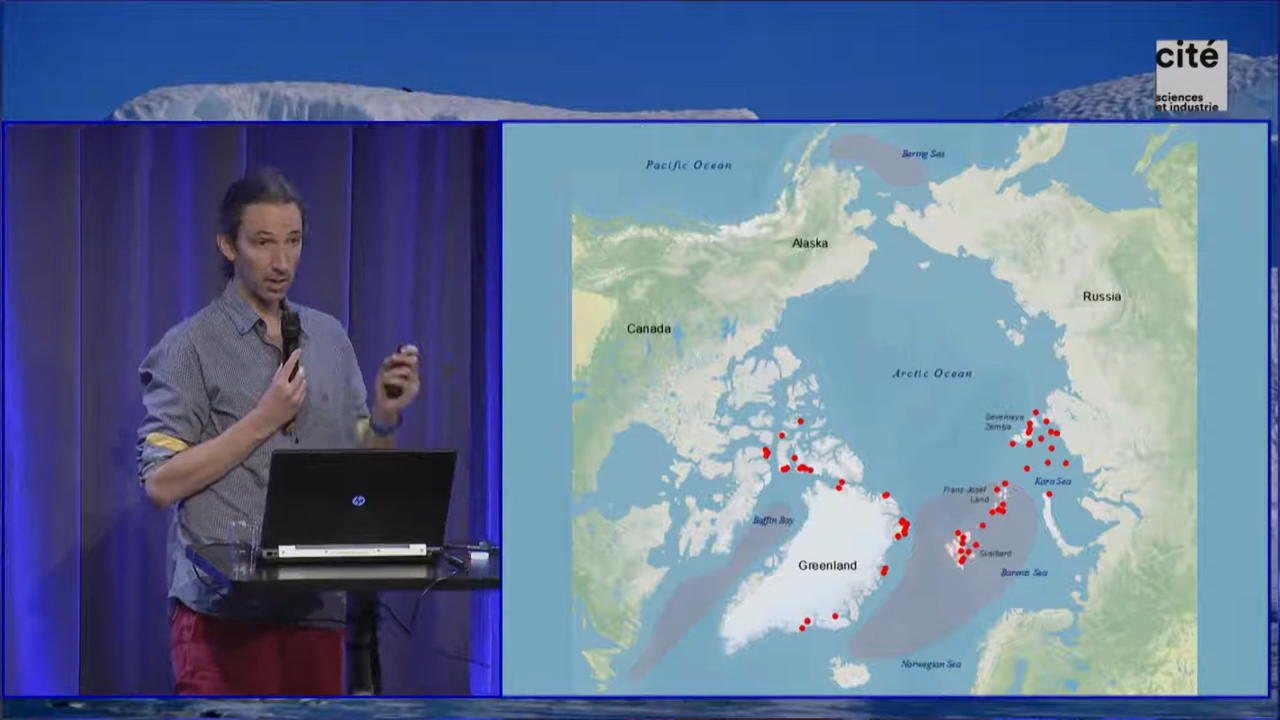 cité
sciences
et industrie
Pacific Ocean
Bering Sea
Alaska
Russia
Canada
Arctic Ocean
Severnaya
Zemlya
Kara Sea
Franz Josef
Land
Baffin Bay
Svalbard
Greenland
Barents Sea
Norwegian Sea
hp